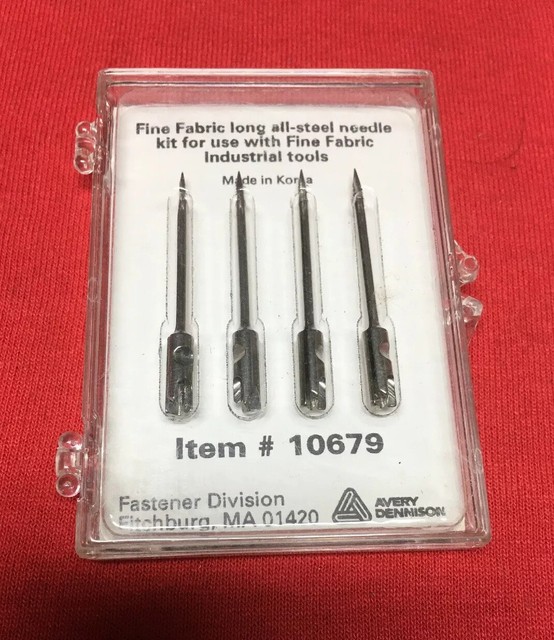 Fine Fabric long all-steel needle
kit for use with Fine Fabric
Industrial tools
Made in Korea
Item # 10679
Fastener Division
Fitchburg, MA 01420
AVERY
DENNISON